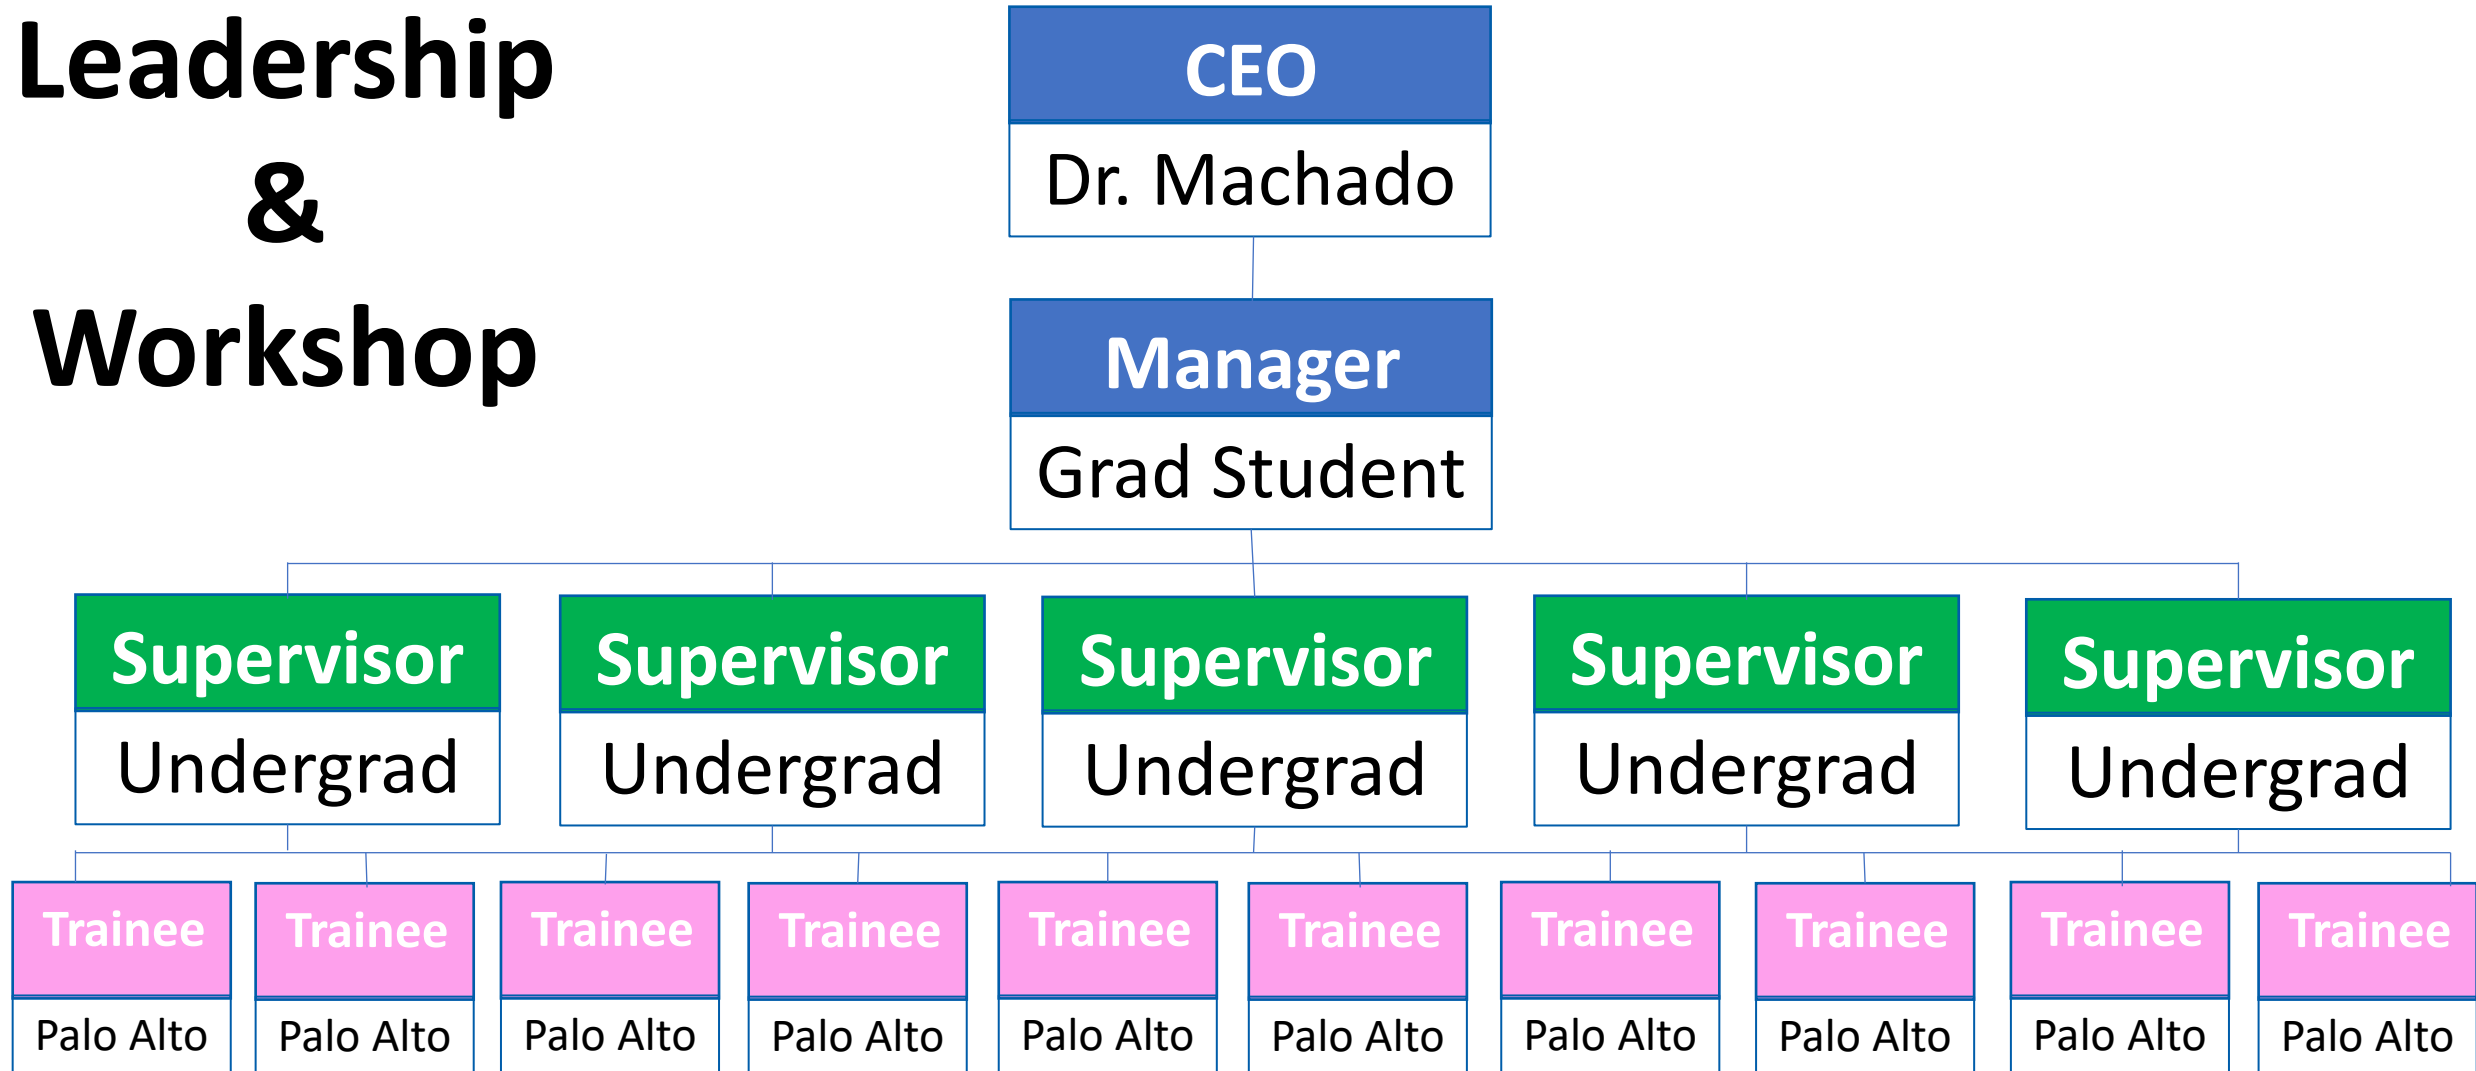 Leadership
&
Workshop
CEO
Dr. Machado
Manager
Grad Student
Supervisor
Undergrad
Supervisor
Undergrad
Supervisor
Undergrad
Supervisor
Undergrad
Supervisor
Undergrad
Trainee
Palo Alto
Trainee
Palo Alto
Trainee
Palo Alto
Trainee
Palo Alto
Trainee
Palo Alto
Trainee
Palo Alto
Trainee
Palo Alto
Trainee
Palo Alto
Trainee
Palo Alto
Trainee
Palo Alto